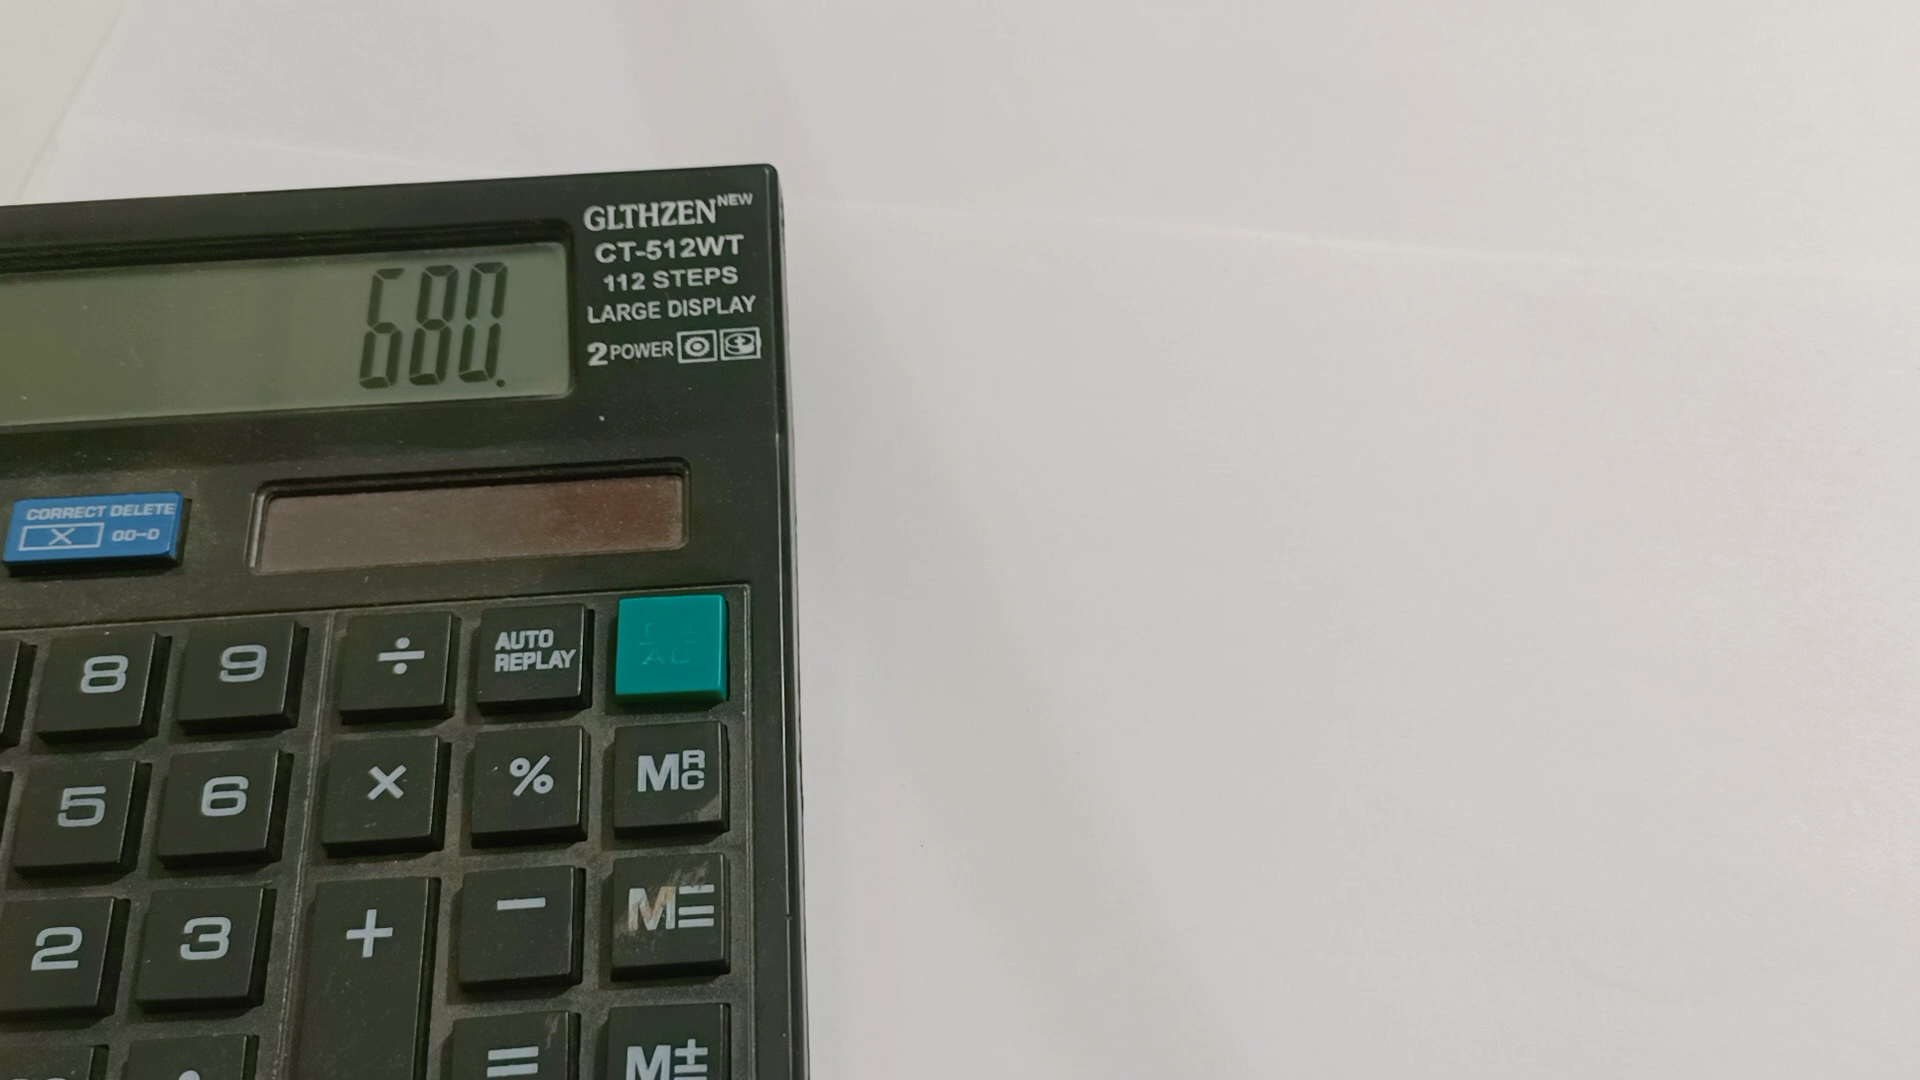 GLTHZEN NEW
CT-512WT
112 STEPS
LARGE DISPLAY
2 POWER
680.
CORRECT DELETE
X 00-0
8 9 ÷ AUTO REPLAY AC
5 6 × % MRC
2 3 + − M=
. = M±